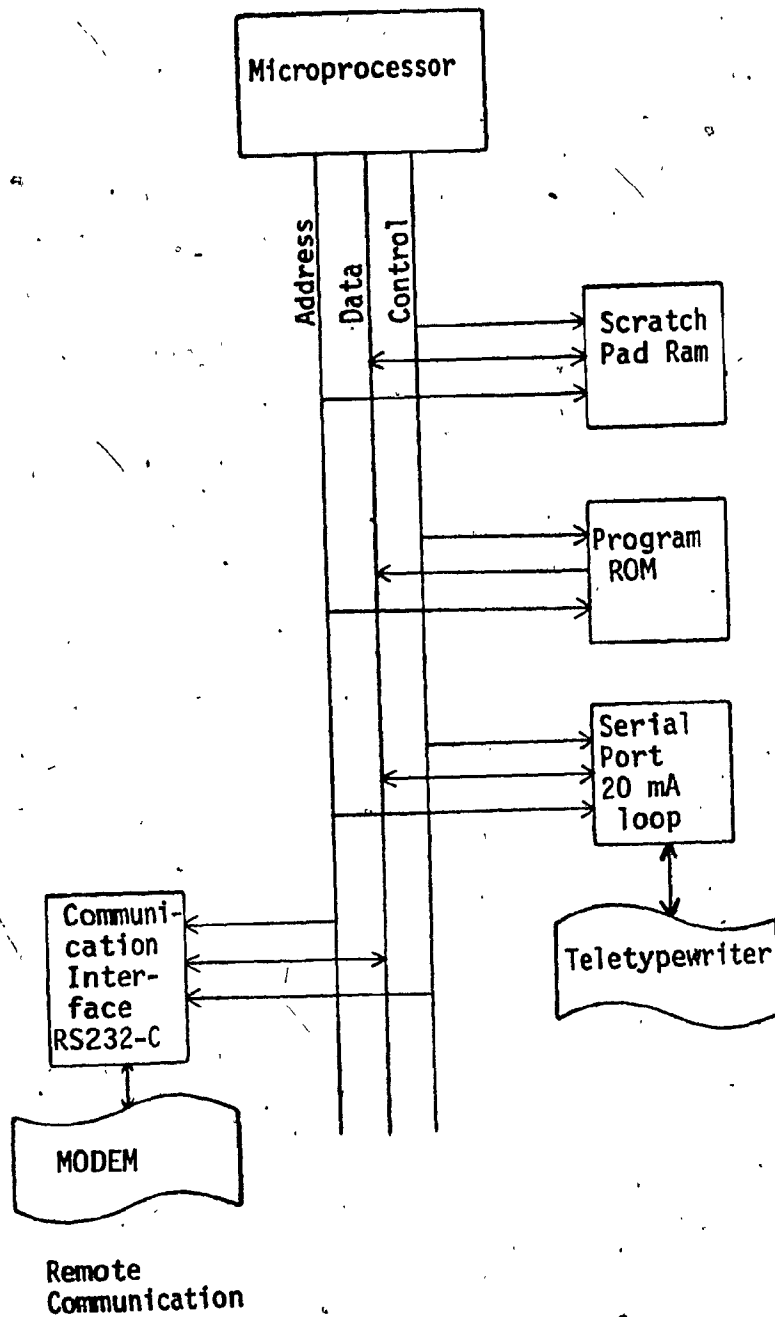 Microprocessor
Address
Data
Control
Scratch
Pad Ram
Program
ROM
Serial
Port
20 mA
loop
Teletypewriter
Communi-
cation
Inter-
face
RS232-C
MODEM
Remote
Communication